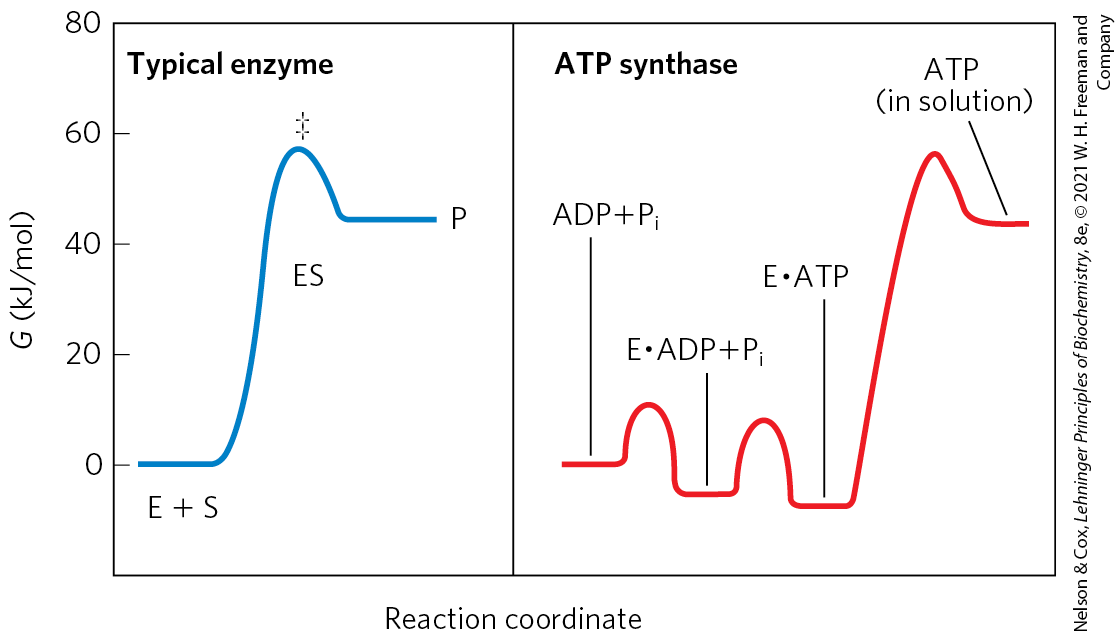 80
60
40
20
0
G (kJ/mol)
Typical enzyme
‡
P
ES
E + S
ATP synthase
ATP
(in solution)
ADP+Pi
E•ATP
E•ADP+Pi
Reaction coordinate
Nelson & Cox, Lehninger Principles of Biochemistry, 8e, © 2021 W. H. Freeman and
Company